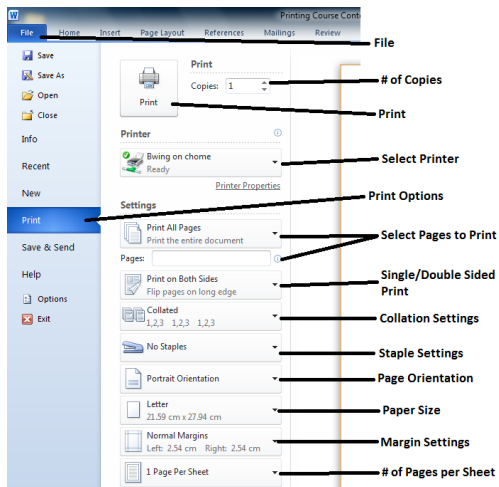 Printing Course Cont
File Home Insert Page Layout References Mailings Review
File
Save
Save As
Open
Close
Info
Recent
New
Print
Save & Send
Help
Options
Exit
Print
Print
Copies: 1
# of Copies
Print
Printer
Bwing on chome
Ready
Select Printer
Printer Properties
Print Options
Settings
Print All Pages
Print the entire document
Select Pages to Print
Pages:
Print on Both Sides
Flip pages on long edge
Single/Double Sided
Print
Collated
1,2,3 1,2,3 1,2,3
Collation Settings
No Staples
Staple Settings
Portrait Orientation
Page Orientation
Letter
21.59 cm x 27.94 cm
Paper Size
Normal Margins
Left: 2.54 cm Right: 2.54 cm
Margin Settings
1 Page Per Sheet
# of Pages per Sheet